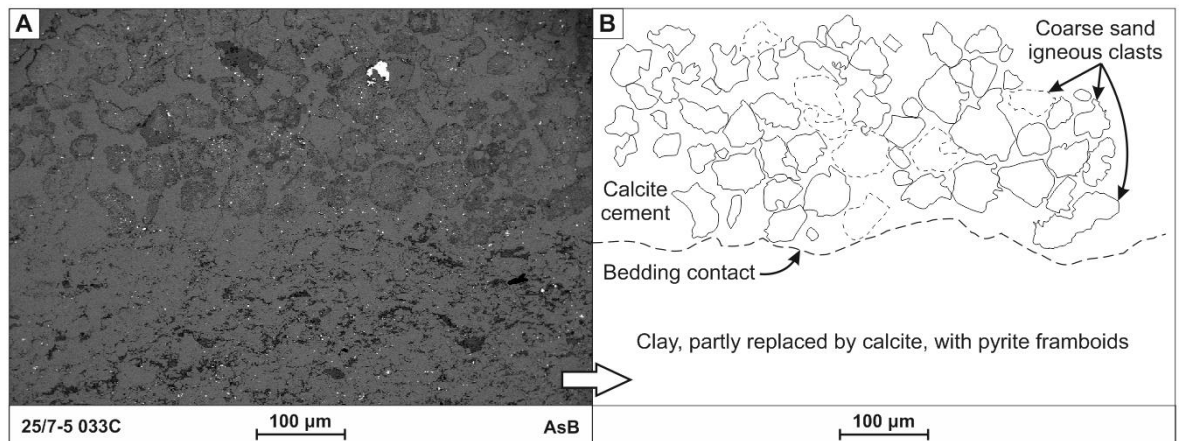 A
25/7-5 033C
100 µm
AsB
B
Coarse sand
igneous clasts
Calcite
cement
Bedding contact
Clay, partly replaced by calcite, with pyrite framboids
100 µm